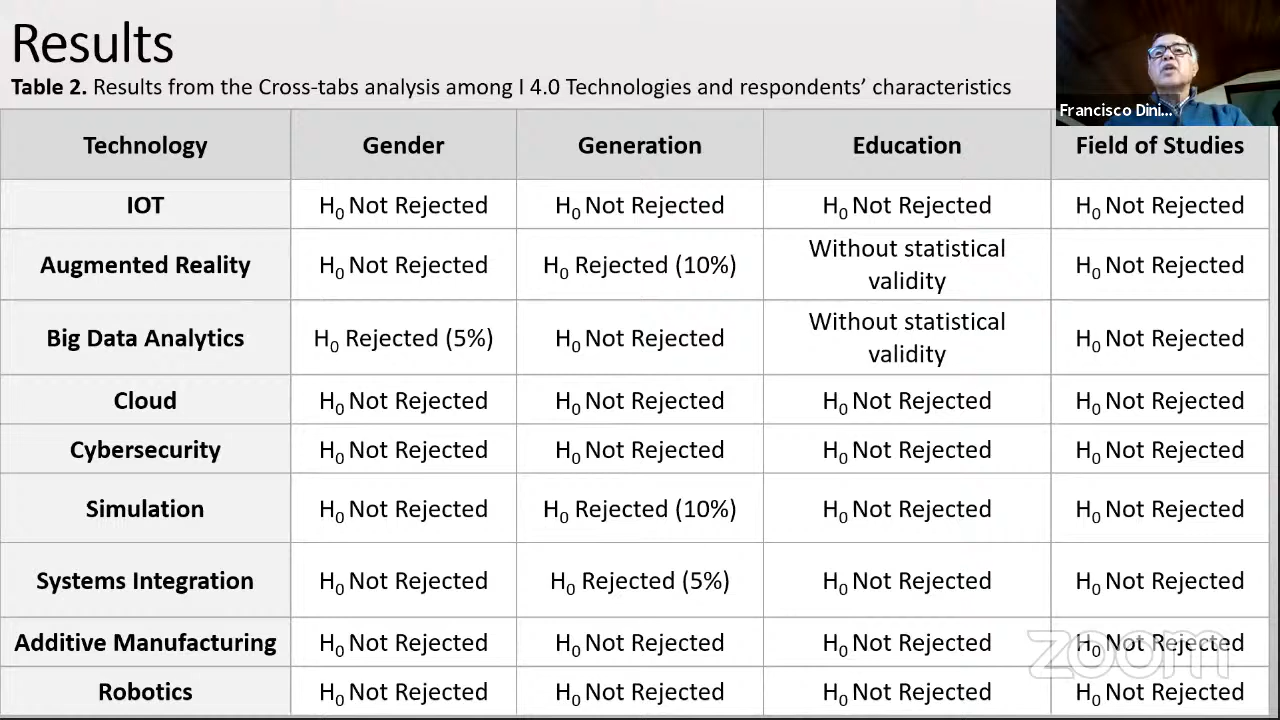 Results
Table 2. Results from the Cross-tabs analysis among I 4.0 Technologies and respondents' characteristics
Francisco Dini...
Technology Gender Generation Education Field of Studies
IOT H0 Not Rejected H0 Not Rejected H0 Not Rejected H0 Not Rejected
Augmented Reality H0 Not Rejected H0 Rejected (10%) Without statistical validity H0 Not Rejected
Big Data Analytics H0 Rejected (5%) H0 Not Rejected Without statistical validity H0 Not Rejected
Cloud H0 Not Rejected H0 Not Rejected H0 Not Rejected H0 Not Rejected
Cybersecurity H0 Not Rejected H0 Not Rejected H0 Not Rejected H0 Not Rejected
Simulation H0 Not Rejected H0 Rejected (10%) H0 Not Rejected H0 Not Rejected
Systems Integration H0 Not Rejected H0 Rejected (5%) H0 Not Rejected H0 Not Rejected
Additive Manufacturing H0 Not Rejected H0 Not Rejected H0 Not Rejected H0 Not Rejected
zoom
Robotics H0 Not Rejected H0 Not Rejected H0 Not Rejected H0 Not Rejected